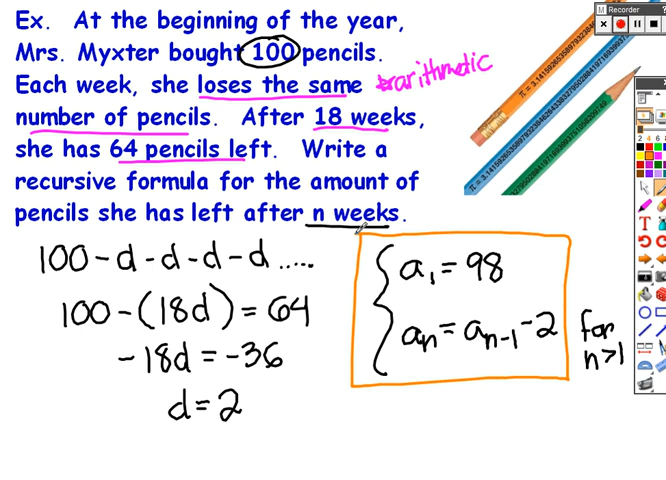 Ex. At the beginning of the year,
Mrs. Myxter bought 100 pencils.
Each week, she loses the same
arithmetic
number of pencils. After 18 weeks,
she has 64 pencils left. Write a
recursive formula for the amount of
pencils she has left after n weeks.
100 - d - d - d - d .....
100 - (18d) = 64
-18d = -36
d = 2
a₁ = 98
aₙ = aₙ₋₁ - 2
for
n > 1
Recorder